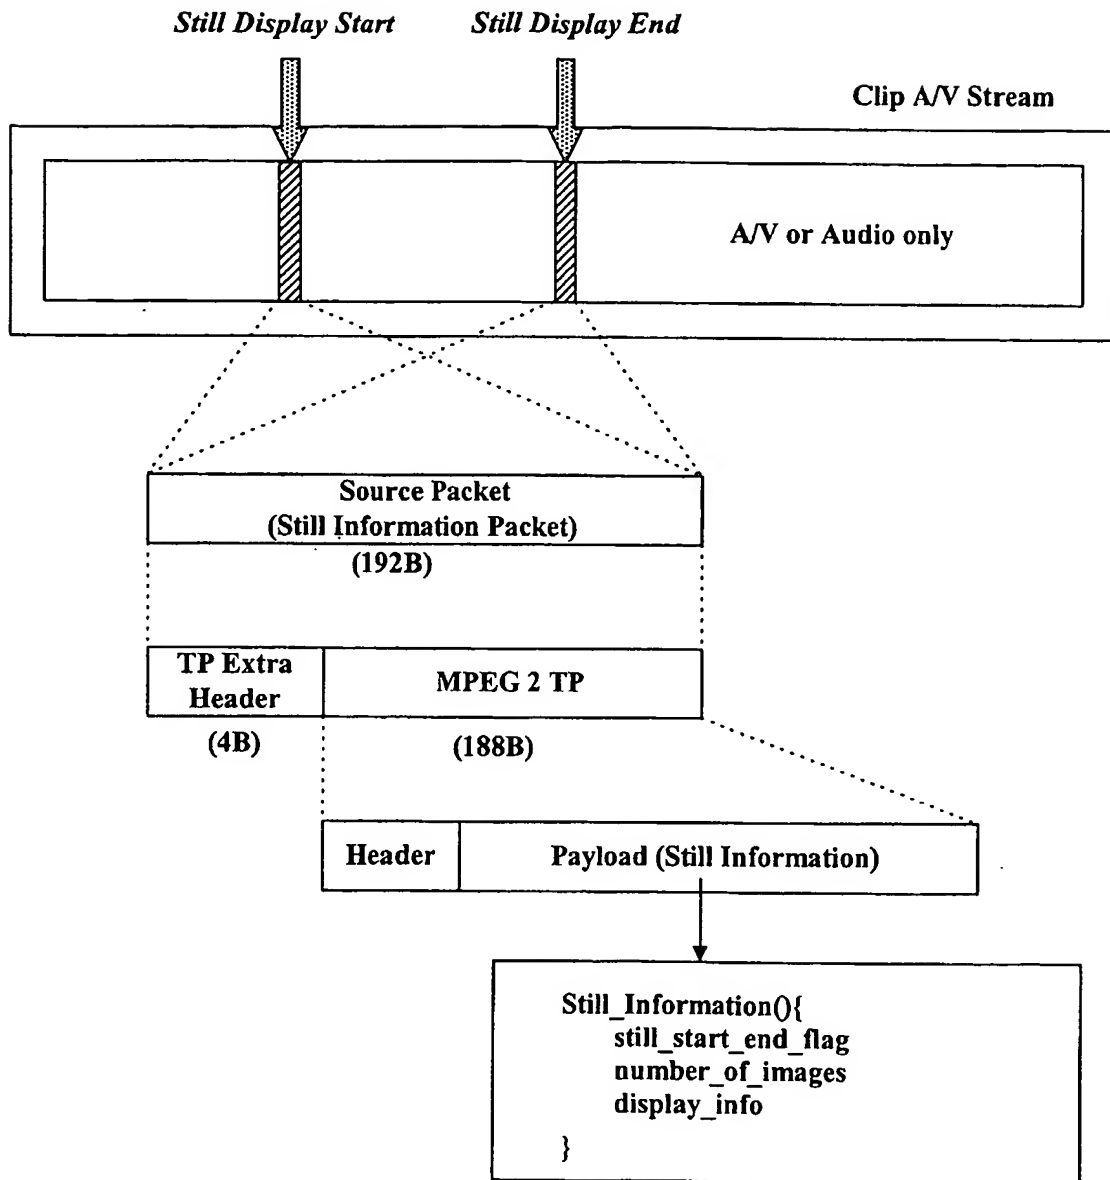 Still Display Start
Still Display End
Clip A/V Stream
A/V or Audio only
Source Packet
(Still Information Packet)
(192B)
TP Extra
Header
MPEG 2 TP
(4B)
(188B)
Header
Payload (Still Information)
Still_Information(){
still_start_end_flag
number_of_images
display_info
}